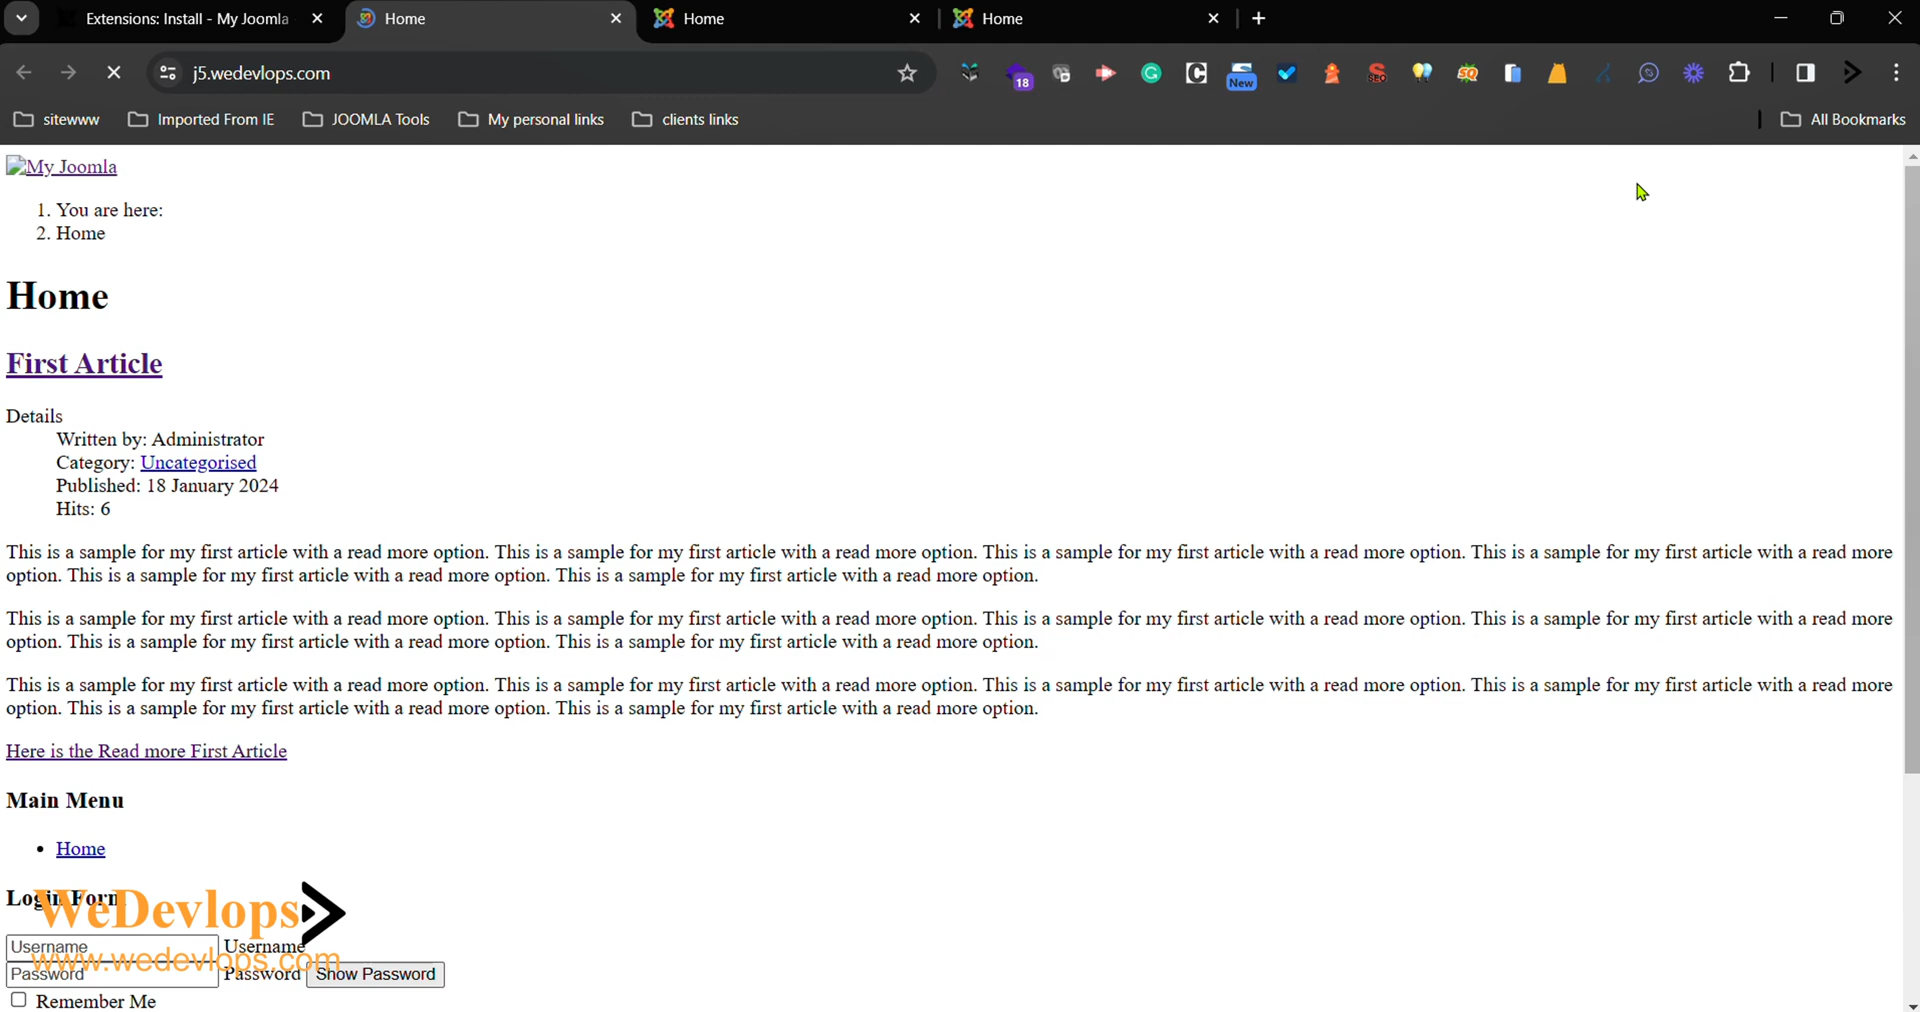 Extensions: Install - My Joomla
Home
Home
Home
j5.wedevlops.com
18
New
SEO
SQ
sitewww
Imported From IE
JOOMLA Tools
My personal links
clients links
All Bookmarks
My Joomla
1. You are here:
2. Home
Home
First Article
Details
Written by: Administrator
Category: Uncategorised
Published: 18 January 2024
Hits: 6
This is a sample for my first article with a read more option. This is a sample for my first article with a read more option. This is a sample for my first article with a read more option. This is a sample for my first article with a read more
option. This is a sample for my first article with a read more option. This is a sample for my first article with a read more option.
This is a sample for my first article with a read more option. This is a sample for my first article with a read more option. This is a sample for my first article with a read more option. This is a sample for my first article with a read more
option. This is a sample for my first article with a read more option. This is a sample for my first article with a read more option.
This is a sample for my first article with a read more option. This is a sample for my first article with a read more option. This is a sample for my first article with a read more option. This is a sample for my first article with a read more
option. This is a sample for my first article with a read more option. This is a sample for my first article with a read more option.
Here is the Read more First Article
Main Menu
Home
Login Form
WeDevlops
Username Username
www.wedevlops.com
Password Password Show Password
Remember Me